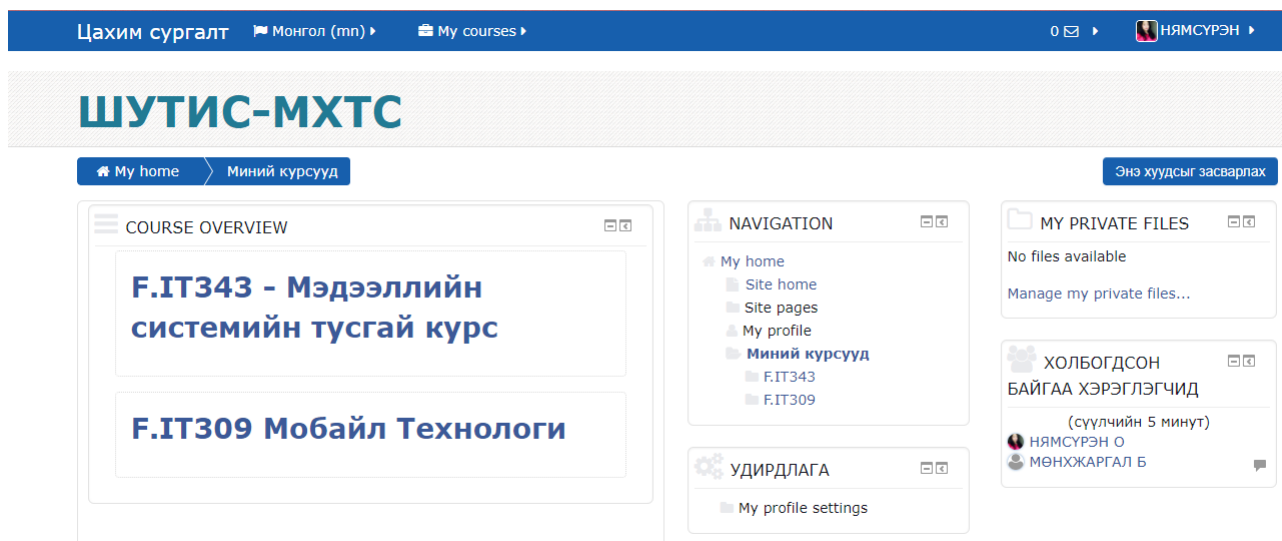 Цахим сургалт
Монгол (mn)
My courses
0
НЯМСҮРЭН
ШУТИС-МХТС
My home
Миний курсууд
Энэ хуудсыг засварлах
COURSE OVERVIEW
F.IT343 - Мэдээллийн
системийн тусгай курс
F.IT309 Мобайл Технологи
NAVIGATION
My home
Site home
Site pages
My profile
Миний курсууд
F.IT343
F.IT309
УДИРДЛАГА
My profile settings
MY PRIVATE FILES
No files available
Manage my private files...
ХОЛБОГДСОН
БАЙГАА ХЭРЭГЛЭГЧИД
(сүүлчийн 5 минут)
НЯМСҮРЭН О
МӨНХЖАРГАЛ Б